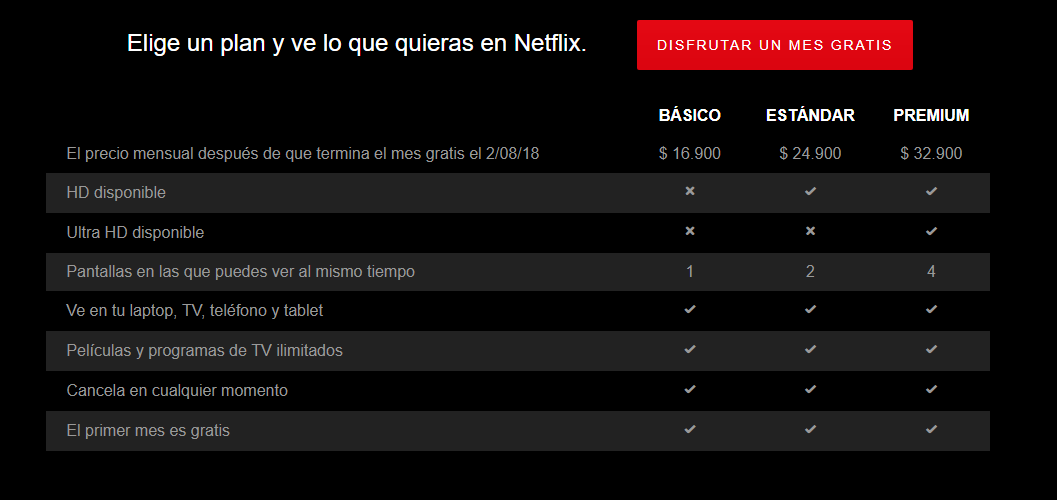 Elige un plan y ve lo que quieras en Netflix.
DISFRUTAR UN MES GRATIS
BÁSICO ESTÁNDAR PREMIUM
El precio mensual después de que termina el mes gratis el 2/08/18 $ 16.900 $ 24.900 $ 32.900
HD disponible
Ultra HD disponible
Pantallas en las que puedes ver al mismo tiempo 1 2 4
Ve en tu laptop, TV, teléfono y tablet
Películas y programas de TV ilimitados
Cancela en cualquier momento
El primer mes es gratis